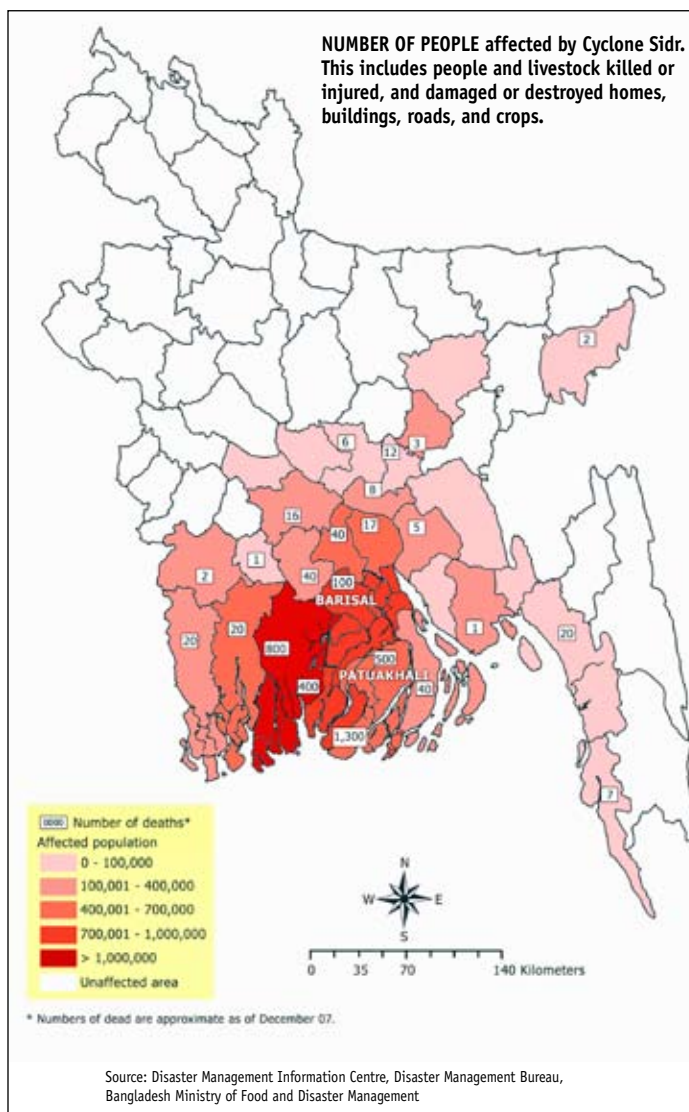 NUMBER OF PEOPLE affected by Cyclone Sidr.
This includes people and livestock killed or
injured, and damaged or destroyed homes,
buildings, roads, and crops.
2
6
3
12
8
16
17
40
5
2
1
40
100
BARISAL
20
20
1
20
800
500
PATUAKHALI
400
40
1,300
7
0000 Number of deaths*
Affected population
0 - 100,000
100,001 - 400,000
400,001 - 700,000
700,001 - 1,000,000
> 1,000,000
Unaffected area
N
W E
S
0 35 70 140 Kilometers
* Numbers of dead are approximate as of December 07.
Source: Disaster Management Information Centre, Disaster Management Bureau,
Bangladesh Ministry of Food and Disaster Management